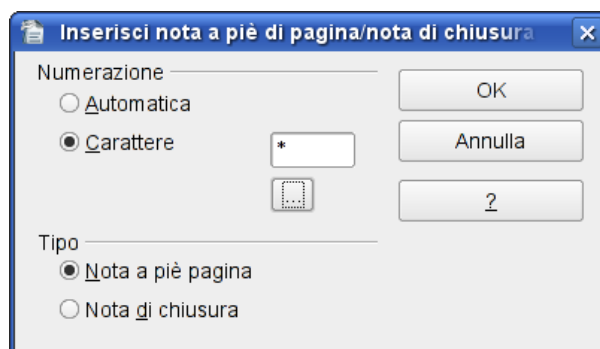 Inserisci nota a piè di pagina/nota di chiusura
Numerazione
Automatica
Carattere
*
...
Tipo
Nota a piè pagina
Nota di chiusura
OK
Annulla
?